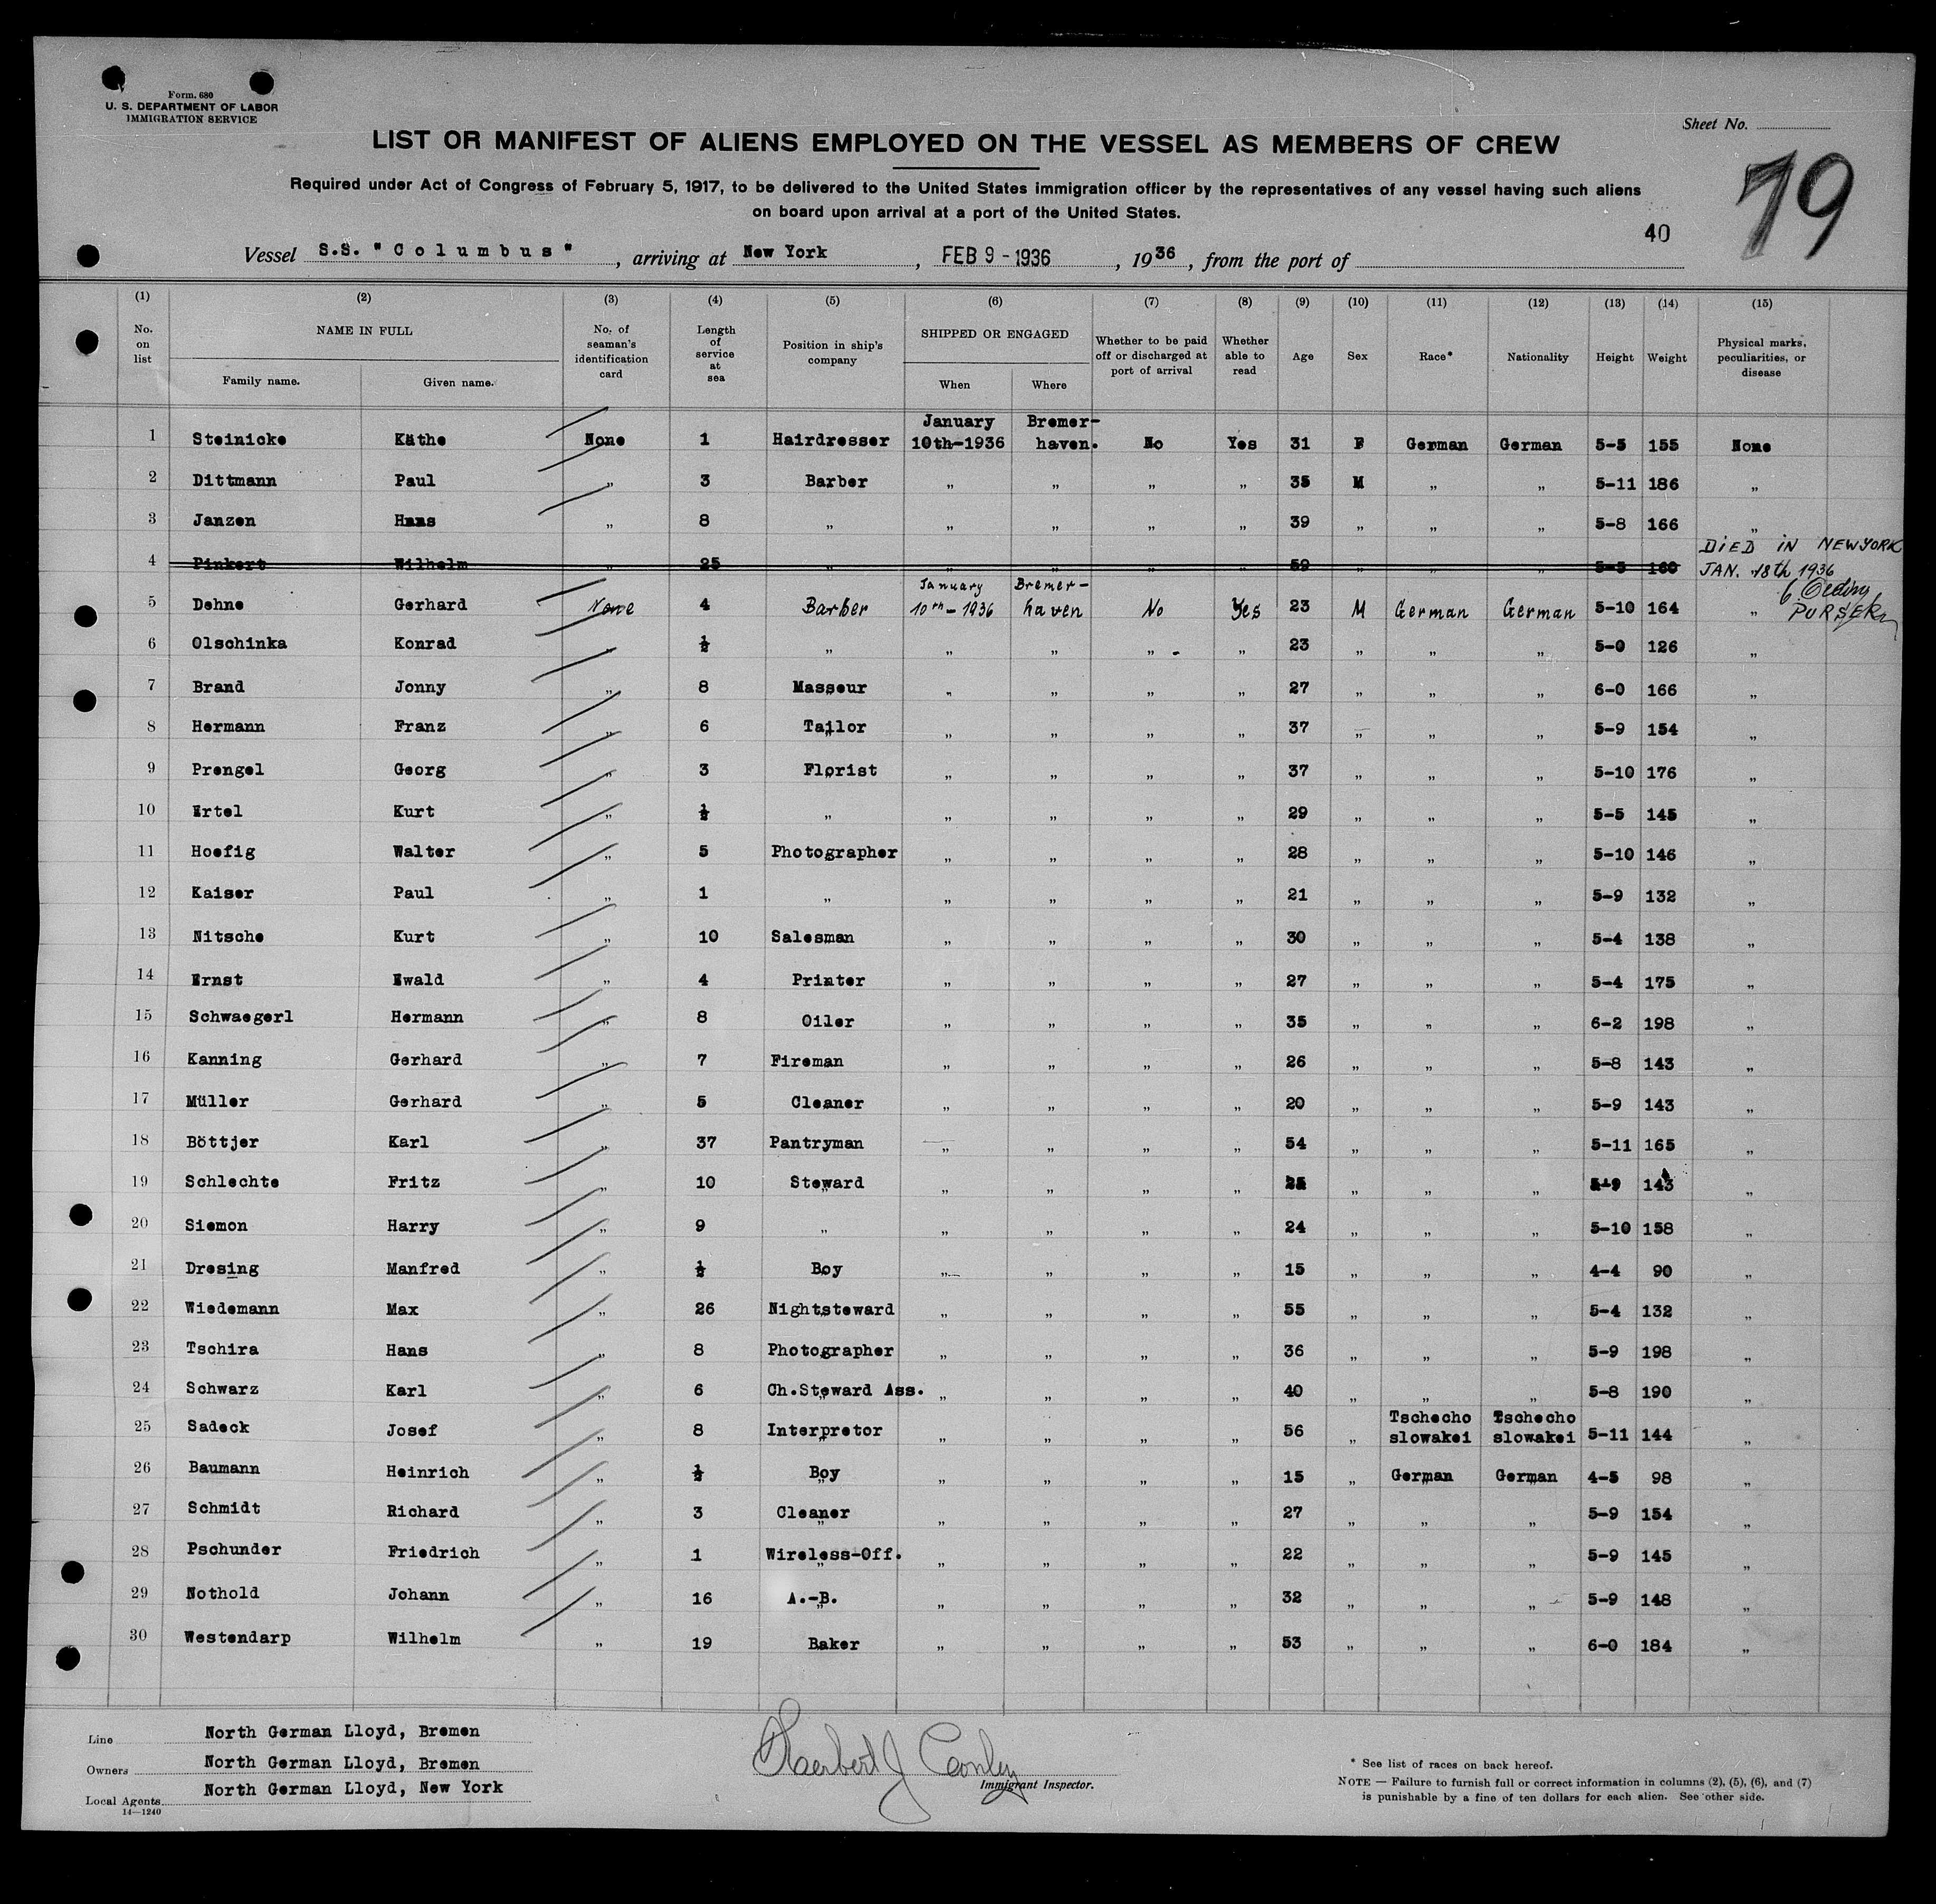 Form. 680
U. S. DEPARTMENT OF LABOR
IMMIGRATION SERVICE
Sheet No.
LIST OR MANIFEST OF ALIENS EMPLOYED ON THE VESSEL AS MEMBERS OF CREW
79
Required under Act of Congress of February 5, 1917, to be delivered to the United States immigration officer by the representatives of any vessel having such aliens
on board upon arrival at a port of the United States.
40
Vessel S.S. "Columbus", arriving at New York, FEB 9 - 1936, 1936, from the port of
(1) (2) (3) (4) (5) (6) (7) (8) (9) (10) (11) (12) (13) (14) (15)
No. on list NAME IN FULL Family name. Given name. No. of seaman's identification card Length of service at sea Position in ship's company SHIPPED OR ENGAGED When Where Whether to be paid off or discharged at port of arrival Whether able to read Age Sex Race* Nationality Height Weight Physical marks, peculiarities, or disease
1 Steinicke Käthe None 1 Hairdresser January 10th-1936 Bremer-haven. No Yes 31 F German German 5-5 155 None
2 Dittmann Paul „ 3 Barber „ „ „ „ 35 M „ „ 5-11 186 „
3 Janzen Hans „ 8 „ „ „ „ „ 39 „ „ „ 5-8 166 „
4 Pinkert Wilhelm 25 „ „ „ „ „ 59 „ „ „ 5-5 160 DIED IN NEWYORK JAN. 18th 1936
5 Dehne Gerhard None 4 Barber January 10th-1936 Bremer-haven No Yes 23 M German German 5-10 164 „ PURSER
6 Olschinka Konrad „ ½ „ „ „ „ „ 23 „ „ „ 5-0 126 „
7 Brand Jonny „ 8 Masseur „ „ „ „ 27 „ „ „ 6-0 166 „
8 Hermann Franz „ 6 Tailor „ „ „ „ 37 „ „ „ 5-9 154 „
9 Prengel Georg „ 3 Florist „ „ „ „ 37 „ „ „ 5-10 176 „
10 Ertel Kurt „ ½ „ „ „ „ „ 29 „ „ „ 5-5 145 „
11 Hoefig Walter „ 5 Photographer „ „ „ „ 28 „ „ „ 5-10 146 „
12 Kaiser Paul „ 1 „ „ „ „ „ 21 „ „ „ 5-9 132 „
13 Nitsche Kurt „ 10 Salesman „ „ „ „ 30 „ „ „ 5-4 138 „
14 Ernst Ewald „ 4 Printer „ „ „ „ 27 „ „ „ 5-4 175 „
15 Schwaegerl Hermann „ 8 Oiler „ „ „ „ 35 „ „ „ 6-2 198 „
16 Kanning Gerhard „ 7 Fireman „ „ „ „ 26 „ „ „ 5-8 143 „
17 Müller Gerhard „ 5 Cleaner „ „ „ „ 20 „ „ „ 5-9 143 „
18 Böttjer Karl „ 37 Pantryman „ „ „ „ 54 „ „ „ 5-11 165 „
19 Schlechte Fritz „ 10 Steward „ „ „ „ „ „ „ 5-9 143 „
20 Siemon Harry „ 9 „ „ „ „ „ 24 „ „ „ 5-10 158 „
21 Dresing Manfred „ ½ Boy „ „ „ „ 15 „ „ „ 4-4 90 „
22 Wiedemann Max „ 26 Nightsteward „ „ „ „ 55 „ „ „ 5-4 132 „
23 Tschira Hans „ 8 Photographer „ „ „ „ 36 „ „ „ 5-9 198 „
24 Schwarz Karl „ 6 Ch.Steward Ass. „ „ „ „ 40 „ „ „ 5-8 190 „
25 Sadeck Josef „ 8 Interpretor „ „ „ „ 56 „ Tschecho slowakei Tschecho slowakei 5-11 144 „
26 Baumann Heinrich „ ½ Boy „ „ „ „ 15 „ German German 4-5 98 „
27 Schmidt Richard „ 3 Cleaner „ „ „ „ 27 „ „ „ 5-9 154 „
28 Pschunder Friedrich „ 1 Wireless-Off. „ „ „ „ 22 „ „ „ 5-9 145 „
29 Nothold Johann „ 16 A.-B. „ „ „ „ 32 „ „ „ 5-9 148 „
30 Westendarp Wilhelm „ 19 Baker „ „ „ „ 53 „ „ „ 6-0 184 „
Line North German Lloyd, Bremen
Owners North German Lloyd, Bremen
Local Agents North German Lloyd, New York
14—1240
Herbert J Conley
Immigrant Inspector.
* See list of races on back hereof.
NOTE — Failure to furnish full or correct information in columns (2), (5), (6), and (7)
is punishable by a fine of ten dollars for each alien. See other side.